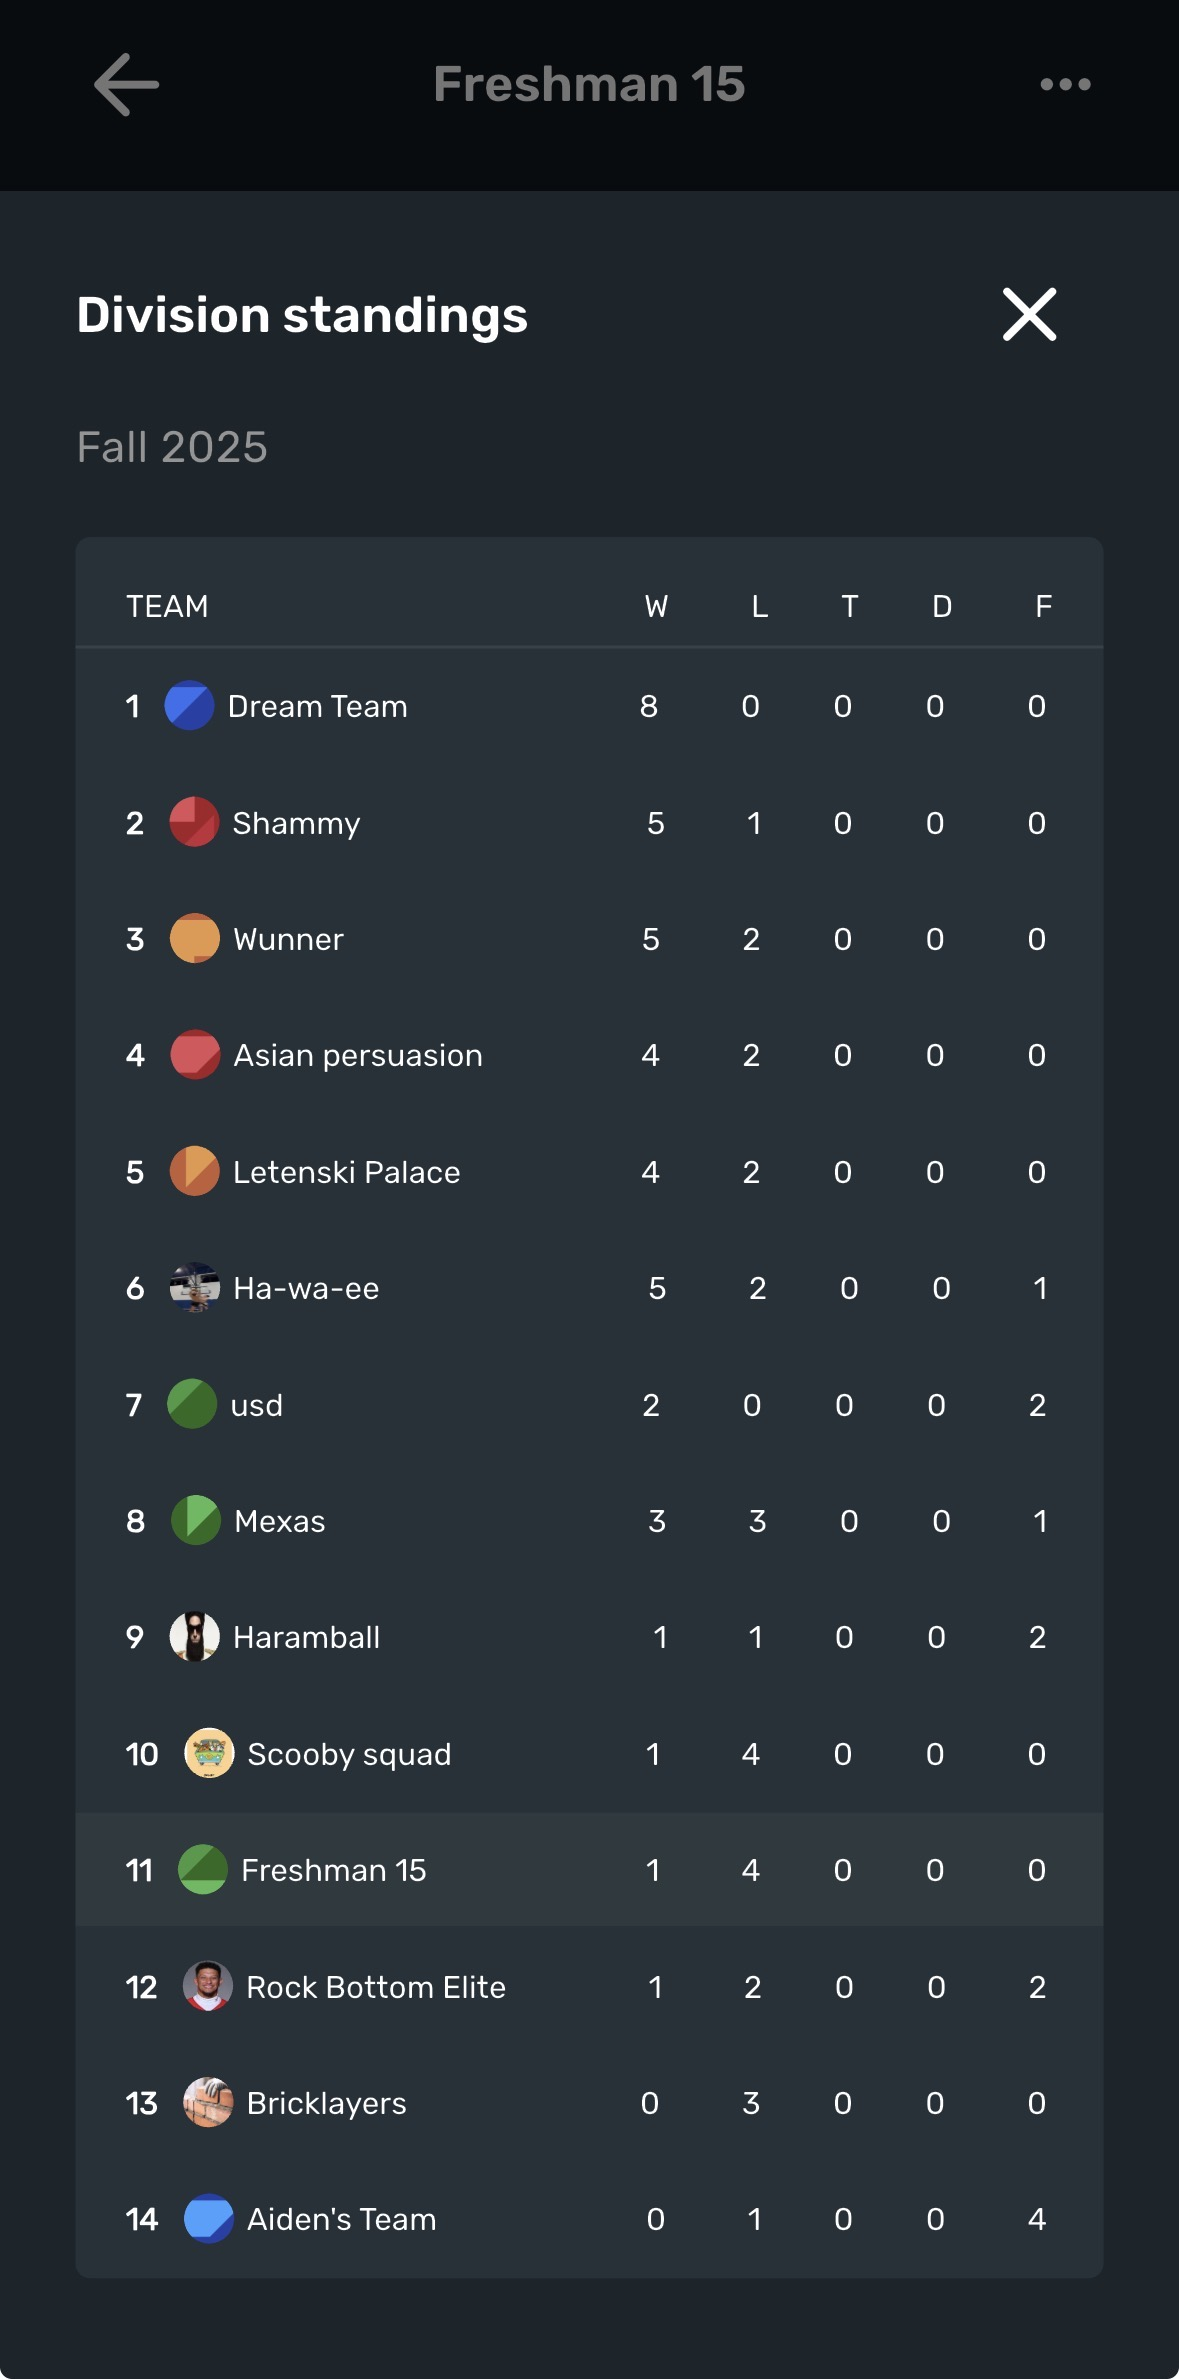 Freshman 15
Division standings
Fall 2025
TEAM W L T D F
1 Dream Team 8 0 0 0 0
2 Shammy 5 1 0 0 0
3 Wunner 5 2 0 0 0
4 Asian persuasion 4 2 0 0 0
5 Letenski Palace 4 2 0 0 0
6 Ha-wa-ee 5 2 0 0 1
7 usd 2 0 0 0 2
8 Mexas 3 3 0 0 1
9 Haramball 1 1 0 0 2
10 Scooby squad 1 4 0 0 0
11 Freshman 15 1 4 0 0 0
12 Rock Bottom Elite 1 2 0 0 2
13 Bricklayers 0 3 0 0 0
14 Aiden's Team 0 1 0 0 4